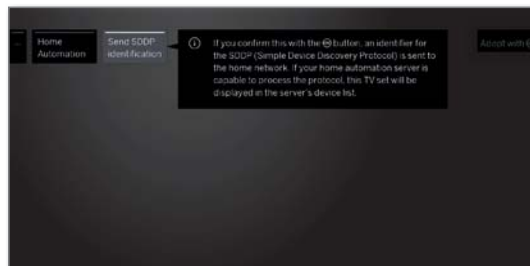 Home
Automation
Send SDDP
identification
If you confirm this with the OK button, an identifier for
the SDDP (Simple Device Discovery Protocol) is sent to
the home network. If your home automation server is
capable to process the protocol, this TV set will be
displayed in the server's device list.
Adopt with